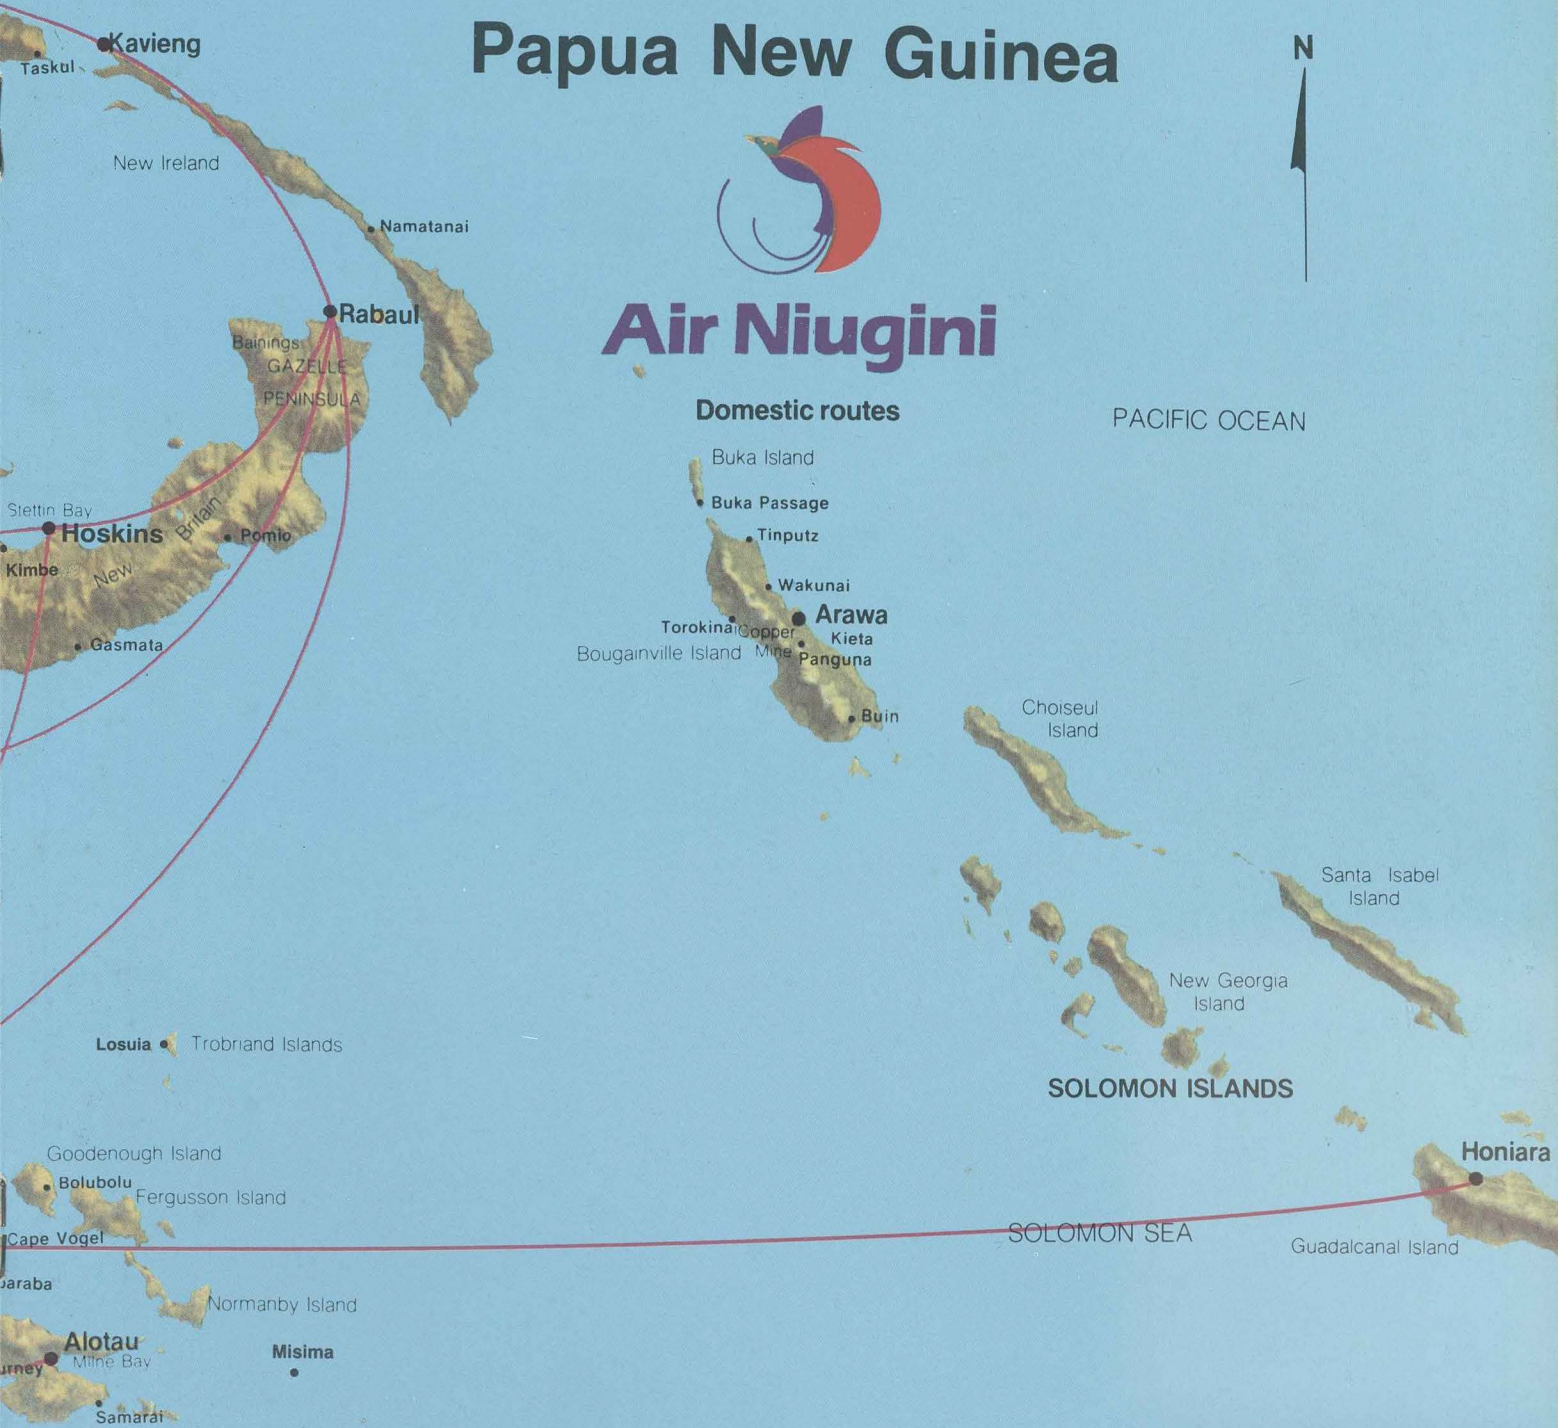 Papua New Guinea
N
Kavieng
Taskul
New Ireland
Namatanai
Rabaul
Bainings
GAZELLE
PENINSULA
Air Niugini
Domestic routes
PACIFIC OCEAN
Buka Island
Buka Passage
Tinputz
Wakunai
Arawa
Kieta
Torokina
Copper
Mine
Panguna
Bougainville Island
Buin
Stettin Bay
Hoskins
Kimbe
New Britain
Pomio
Gasmata
Choiseul
Island
Santa Isabel
Island
New Georgia
Island
SOLOMON ISLANDS
Losuia
Trobriand Islands
Goodenough Island
Bolubolu
Fergusson Island
Cape Vogel
araba
Normanby Island
Honiara
SOLOMON SEA
Guadalcanal Island
Alotau
Milne Bay
urney
Misima
Samarai